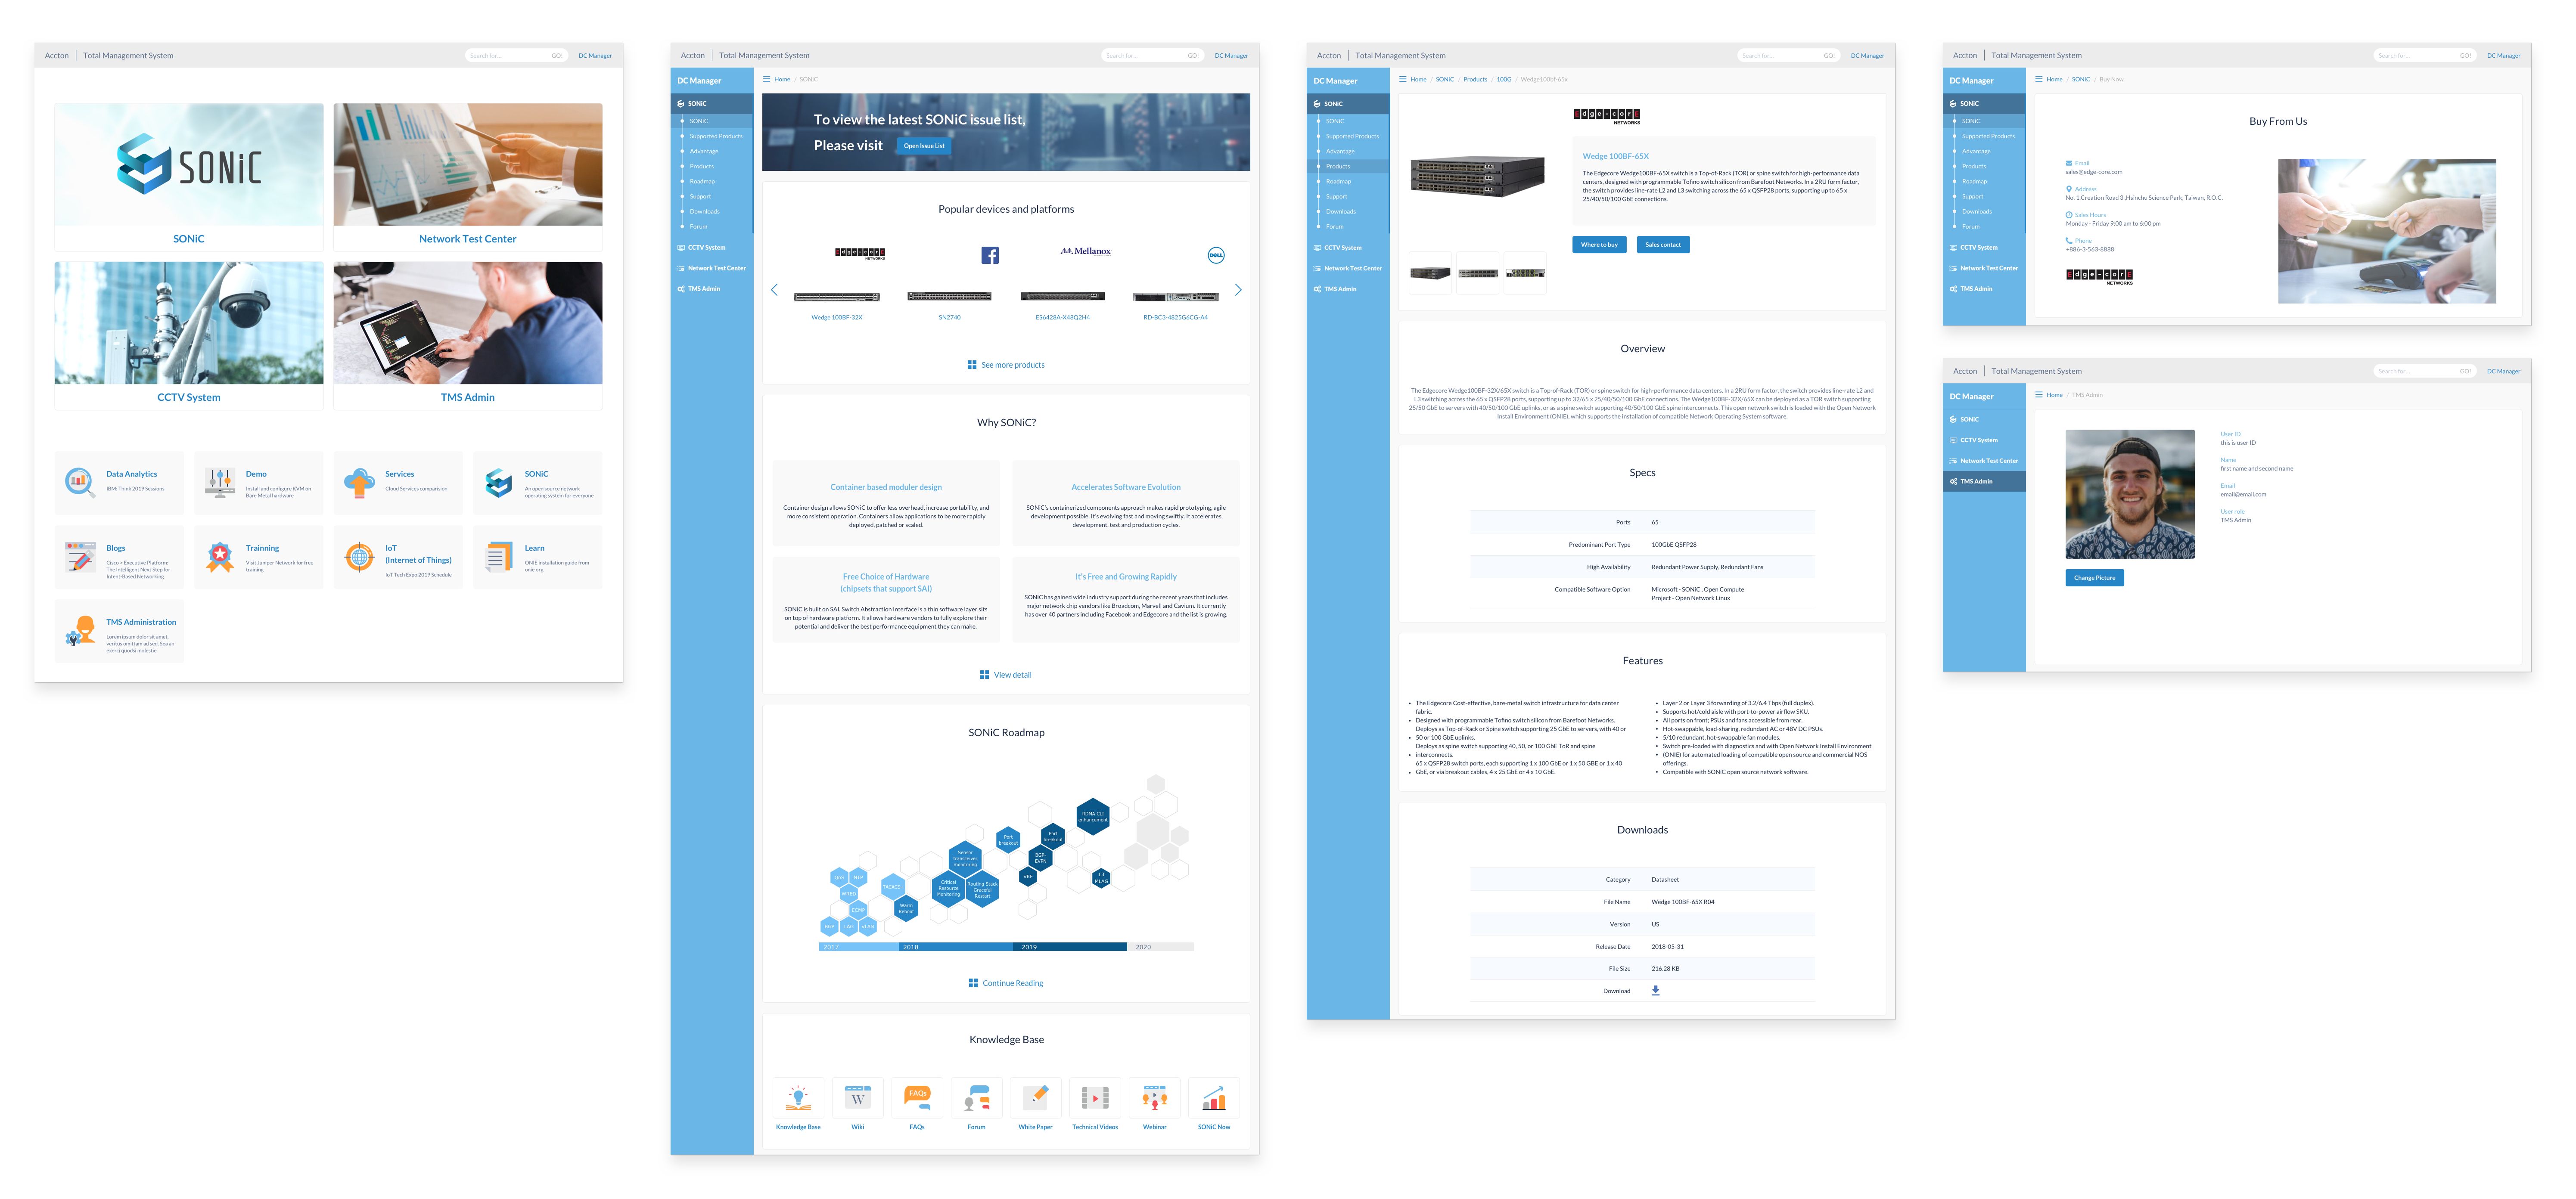 Accton
Total Management System
Search for...
GO!
DC Manager
SONiC
SONiC
Network Test Center
CCTV System
TMS Admin
Data Analytics
IBM: Think 2019 Sessions
Demo
Install and configure KVM on
Bare Metal hardware
Services
Cloud Services comparision
SONiC
An open source network
operating system for everyone
Blogs
Cisco – Executive Platform:
The Intelligent Next Step for
Intent-Based Networking
Trainning
Visit Juniper Network for free
training
IoT
(Internet of Things)
IoT Tech Expo 2019 Schedule
Learn
ONIE installation guide from
onie.org
TMS Administration
Lorem ipsum dolor sit amet,
veritus omittam ad sed. Sea an
exerci quodsi molestie
Accton
Total Management System
Search for...
GO!
DC Manager
DC Manager
SONiC
SONiC
Supported Products
Advantage
Products
Roadmap
Support
Downloads
Forum
CCTV System
Network Test Center
TMS Admin
Home / SONiC
To view the latest SONiC issue list,
Please visit
Open Issue List
Popular devices and platforms
Edge-corE
NETWORKS
Mellanox
DELL
Wedge 100BF-32X
SN2740
ES6428A-X48Q2H4
RD-BC3-4825G6CG-A4
See more products
Why SONiC?
Container based moduler design
Container design allows SONiC to offer less overhead, increase portability, and
more consistent operation. Containers allow applications to be more rapidly
deployed, patched or scaled.
Accelerates Software Evolution
SONiC's containerized components approach makes rapid prototyping, agile
development possible. It's evolving fast and moving swiftly. It accelerates
development, test and production cycles.
Free Choice of Hardware
(chipsets that support SAI)
SONiC is built on SAI. Switch Abstraction Interface is a thin software layer sits
on top of hardware platform. It allows hardware vendors to fully explore their
potential and deliver the best performance equipment they can make.
It's Free and Growing Rapidly
SONiC has gained wide industry support during the recent years that includes
major network chip vendors like Broadcom, Marvell and Cavium. It currently
has over 40 partners including Facebook and Edgecore and the list is growing.
View detail
SONiC Roadmap
RDMA CLI
enhancement
Port
breakout
Port
breakout
Sensor
transceiver
monitoring
BGP-
EVPN
VRF
L3
MLAG
QoS
NTP
TACACS+
Critical
Resource
Monitoring
Routing Stack
Graceful
Restart
WRED
ECMP
Warm
Reboot
BGP
LAG
VLAN
2017
2018
2019
2020
Continue Reading
Knowledge Base
W
FAQs
Knowledge Base
Wiki
FAQs
Forum
White Paper
Technical Videos
Webinar
SONiC Now
Accton
Total Management System
Search for...
GO!
DC Manager
DC Manager
SONiC
SONiC
Supported Products
Advantage
Products
Roadmap
Support
Downloads
Forum
CCTV System
Network Test Center
TMS Admin
Home / SONiC / Products / 100G / Wedge100bf-65x
Edge-corE
NETWORKS
Wedge 100BF-65X
The Edgecore Wedge100BF-65X switch is a Top-of-Rack (TOR) or spine switch for high-performance data
centers, designed with programmable Tofino switch silicon from Barefoot Networks. In a 2RU form factor,
the switch provides line-rate L2 and L3 switching across the 65 x QSFP28 ports, supporting up to 65 x
25/40/50/100 GbE connections.
Where to buy
Sales contact
Overview
The Edgecore Wedge100BF-32X/65X switch is a Top-of-Rack (TOR) or spine switch for high-performance data centers. In a 2RU form factor, the switch provides line-rate L2 and
L3 switching across the 65 x QSFP28 ports, supporting up to 32/65 x 25/40/50/100 GbE connections. The Wedge100BF-32X/65X can be deployed as a TOR switch supporting
25/50 GbE to servers with 40/50/100 GbE uplinks, or as a spine switch supporting 40/50/100 GbE spine interconnects. This open network switch is loaded with the Open Network
Install Environment (ONIE), which supports the installation of compatible Network Operating System software.
Specs
Ports
65
Predominant Port Type
100GbE QSFP28
High Availability
Redundant Power Supply, Redundant Fans
Compatible Software Option
Microsoft - SONiC , Open Compute
Project - Open Network Linux
Features
The Edgecore Cost-effective, bare-metal switch infrastructure for data center
fabric.
Designed with programmable Tofino switch silicon from Barefoot Networks.
Deploys as Top-of-Rack or Spine switch supporting 25 GbE to servers, with 40 or
50 or 100 GbE uplinks.
Deploys as spine switch supporting 40, 50, or 100 GbE ToR and spine
interconnects.
65 x QSFP28 switch ports, each supporting 1 x 100 GbE or 1 x 50 GBE or 1 x 40
GbE, or via breakout cables, 4 x 25 GbE or 4 x 10 GbE.
Layer 2 or Layer 3 forwarding of 3.2/6.4 Tbps (full duplex).
Supports hot/cold aisle with port-to-power airflow SKU.
All ports on front; PSUs and fans accessible from rear.
Hot-swappable, load-sharing, redundant AC or 48V DC PSUs.
5/10 redundant, hot-swappable fan modules.
Switch pre-loaded with diagnostics and with Open Network Install Environment
(ONIE) for automated loading of compatible open source and commercial NOS
offerings.
Compatible with SONiC open source network software.
Downloads
Category
Datasheet
File Name
Wedge 100BF-65X R04
Version
US
Release Date
2018-05-31
File Size
216.28 KB
Download
Accton
Total Management System
Search for...
GO!
DC Manager
DC Manager
SONiC
SONiC
Supported Products
Advantage
Products
Roadmap
Support
Downloads
Forum
CCTV System
Network Test Center
TMS Admin
Home / SONiC / Buy Now
Buy From Us
Email
sales@edge-core.com
Address
No. 1,Creation Road 3 ,Hsinchu Science Park, Taiwan, R.O.C.
Sales Hours
Monday - Friday 9:00 am to 6:00 pm
Phone
+886-3-563-8888
Edge-corE
NETWORKS
Accton
Total Management System
Search for...
GO!
DC Manager
DC Manager
SONiC
CCTV System
Network Test Center
TMS Admin
Home / TMS Admin
User ID
this is user ID
Name
first name and second name
Email
email@email.com
User role
TMS Admin
Change Picture